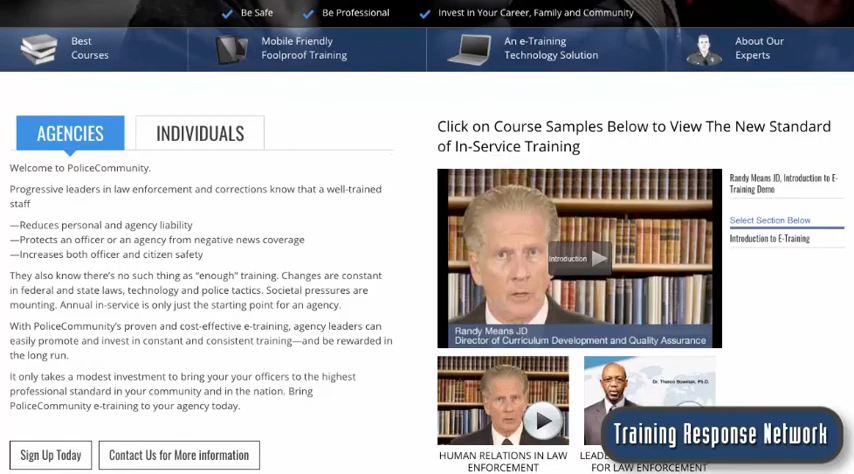 Be Safe
Be Professional
Invest in Your Career, Family and Community
Best
Courses
Mobile Friendly
Foolproof Training
An e-Training
Technology Solution
About Our
Experts
AGENCIES
INDIVIDUALS
Welcome to PoliceCommunity.
Progressive leaders in law enforcement and corrections know that a well-trained
staff
—Reduces personal and agency liability
—Protects an officer or an agency from negative news coverage
—Increases both officer and citizen safety
They also know there's no such thing as "enough" training. Changes are constant
in federal and state laws, technology and police tactics. Societal pressures are
mounting. Annual in-service is only just the starting point for an agency.
With PoliceCommunity's proven and cost-effective e-training, agency leaders can
easily promote and invest in constant and consistent training—and be rewarded in
the long run.
It only takes a modest investment to bring your your officers to the highest
professional standard in your community and in the nation. Bring
PoliceCommunity e-training to your agency today.
Sign Up Today
Contact Us for More information
Click on Course Samples Below to View The New Standard
of In-Service Training
Introduction
Randy Means JD
Director of Curriculum Development and Quality Assurance
Randy Means JD, Introduction to E-
Training Demo
Select Section Below
Introduction to E-Training
Dr. Theron Bowman, Ph.D.
HUMAN RELATIONS IN LAW
ENFORCEMENT
FOR LAW ENFORCEMENT
Training Response Network